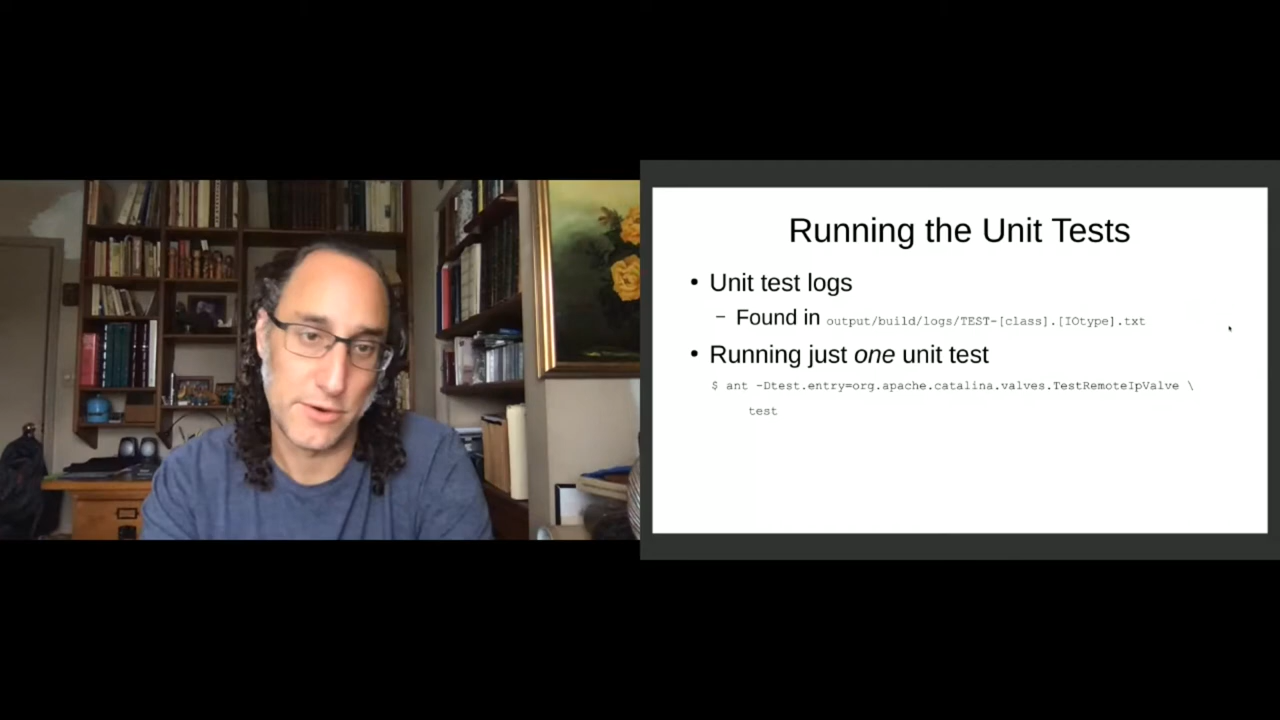 Running the Unit Tests
• Unit test logs
– Found in output/build/logs/TEST-[class].[IOtype].txt
• Running just one unit test
$ ant -Dtest.entry=org.apache.catalina.valves.TestRemoteIpValve \
test